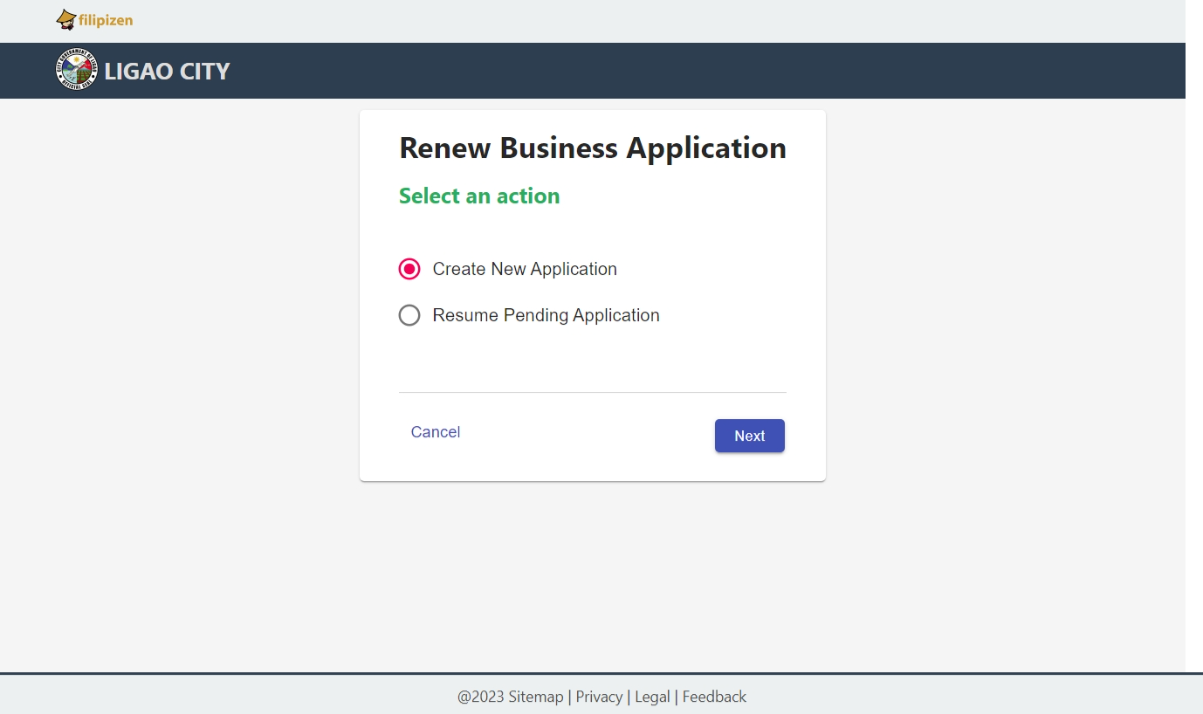 filipizen
LIGAO CITY
Renew Business Application
Select an action
Create New Application
Resume Pending Application
Cancel
Next
@2023 Sitemap | Privacy | Legal | Feedback